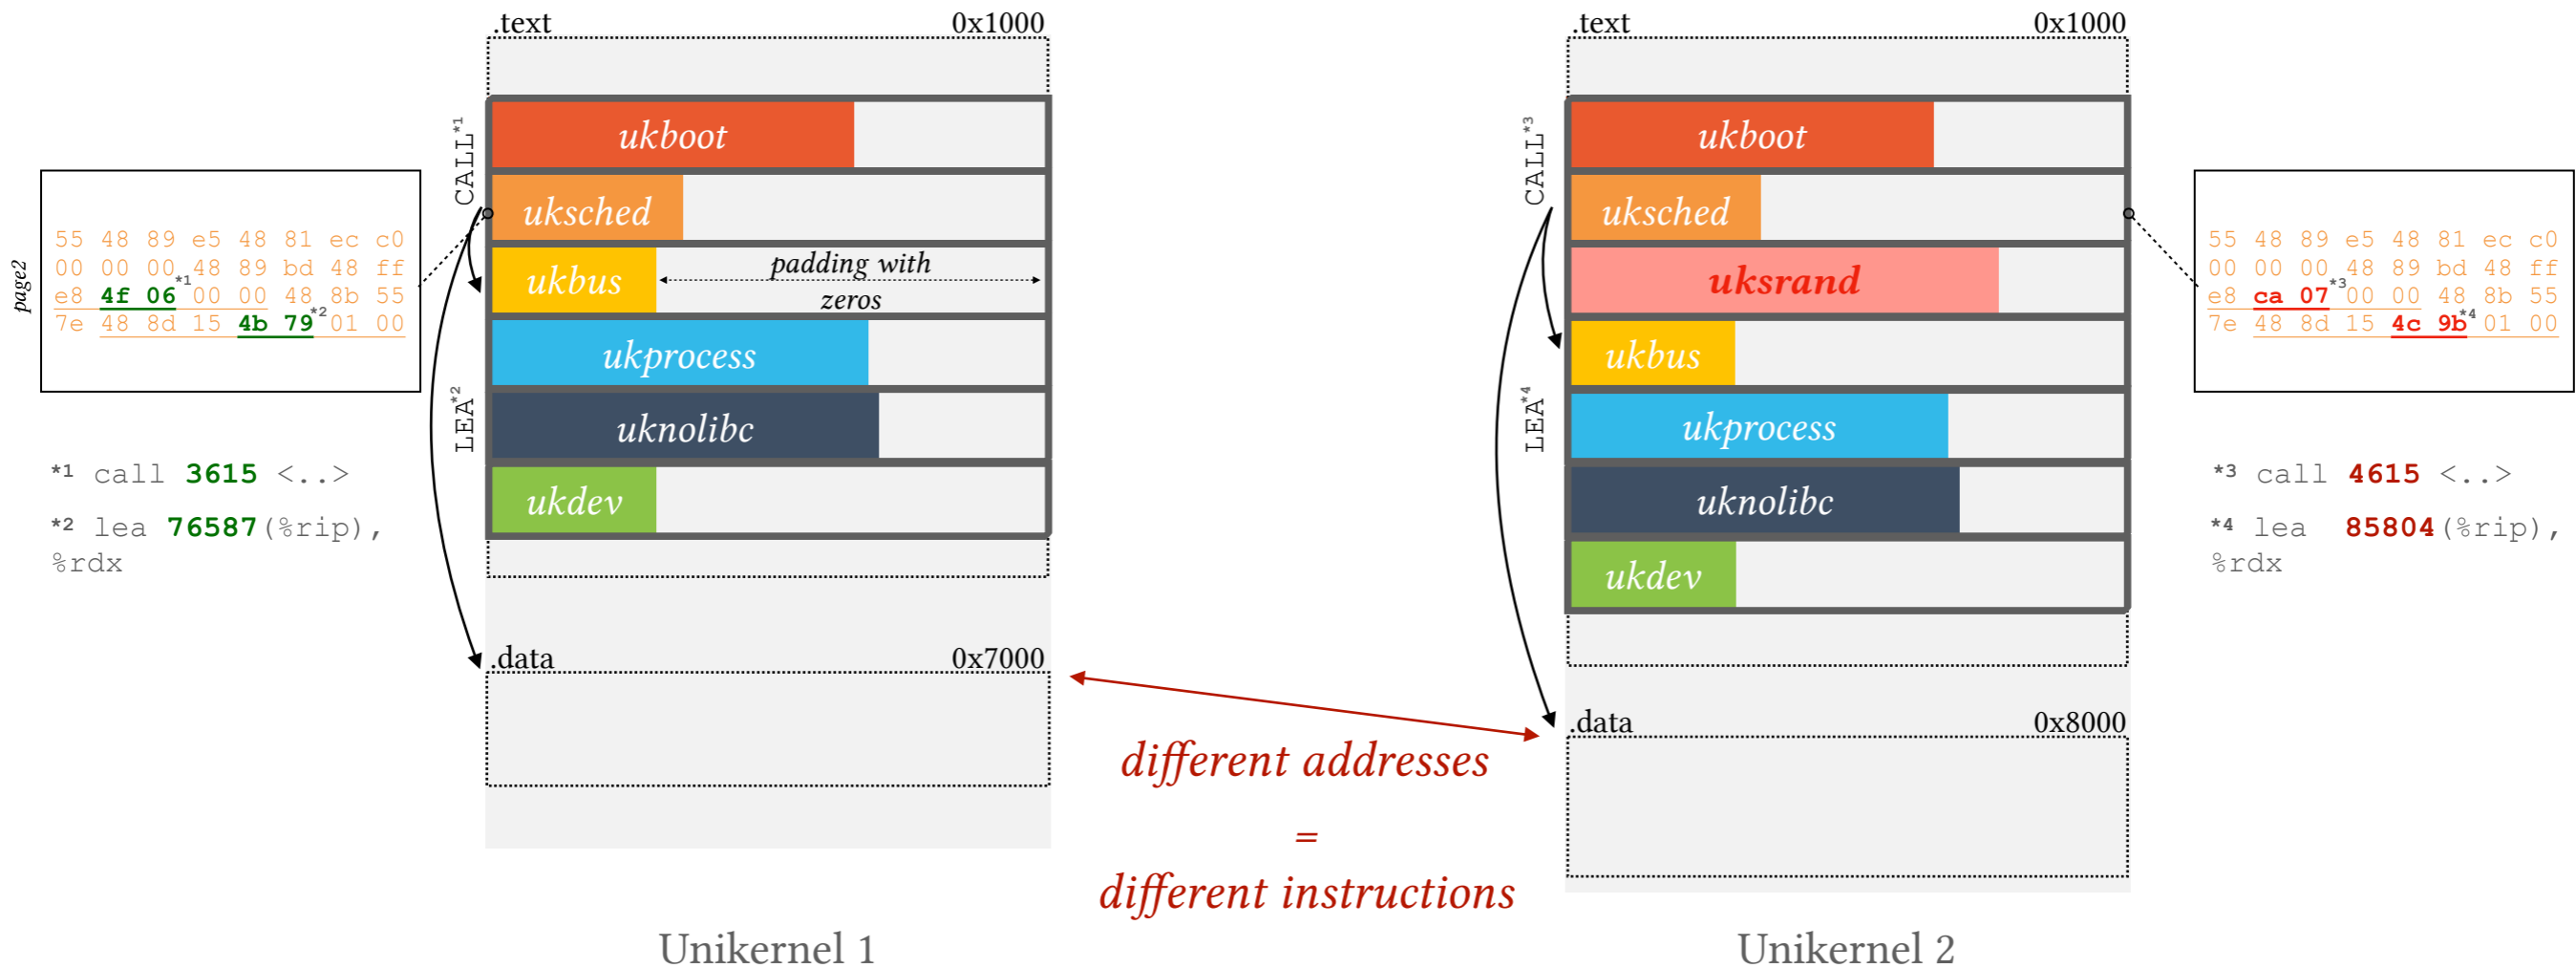 .text 0x1000
CALL*1
ukboot
uksched
ukbus
padding with
zeros
ukprocess
LEA*2
uknolibc
ukdev
.data 0x7000
page2
55 48 89 e5 48 81 ec c0
00 00 00 48 89 bd 48 ff
e8 4f 06*1 00 00 48 8b 55
7e 48 8d 15 4b 79*2 01 00
*1 call 3615 <..>
*2 lea 76587(%rip),
%rdx
Unikernel 1
different addresses
=
different instructions
.text 0x1000
CALL*3
ukboot
uksched
uksrand
ukbus
LEA*4
ukprocess
uknolibc
ukdev
.data 0x8000
55 48 89 e5 48 81 ec c0
00 00 00 48 89 bd 48 ff
e8 ca 07*3 00 00 48 8b 55
7e 48 8d 15 4c 9b*4 01 00
*3 call 4615 <..>
*4 lea 85804(%rip),
%rdx
Unikernel 2